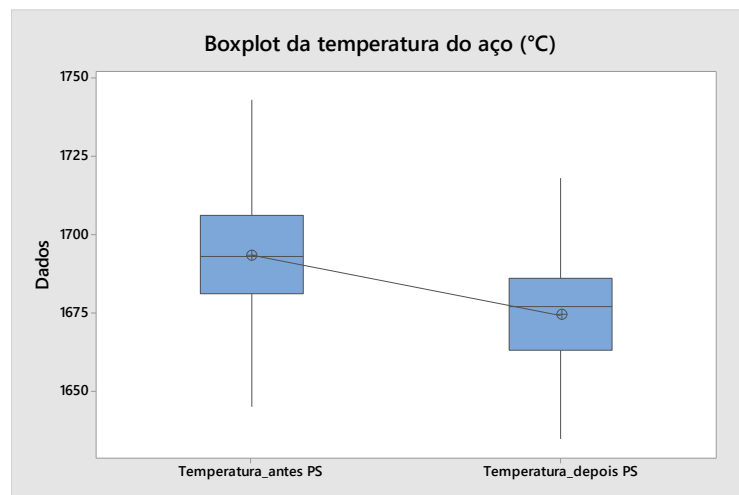 Boxplot da temperatura do aço (°C)
1750
1725
1700
1675
1650
Dados
Temperatura_antes PS
Temperatura_depois PS